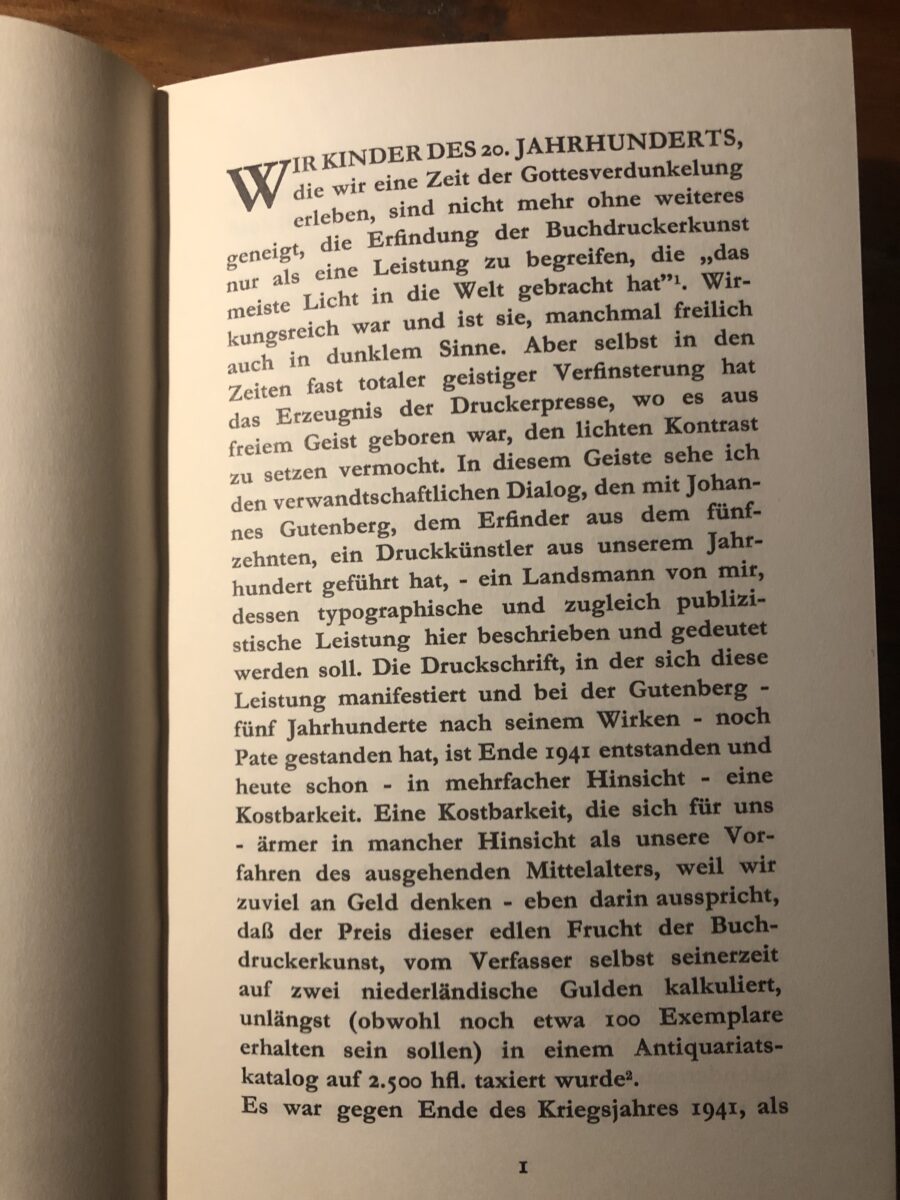 WIR KINDER DES 20. JAHRHUNDERTS,
die wir eine Zeit der Gottesverdunkelung
erleben, sind nicht mehr ohne weiteres
geneigt, die Erfindung der Buchdruckerkunst
nur als eine Leistung zu begreifen, die „das
meiste Licht in die Welt gebracht hat”¹. Wir-
kungsreich war und ist sie, manchmal freilich
auch in dunklem Sinne. Aber selbst in den
Zeiten fast totaler geistiger Verfinsterung hat
das Erzeugnis der Druckerpresse, wo es aus
freiem Geist geboren war, den lichten Kontrast
zu setzen vermocht. In diesem Geiste sehe ich
den verwandtschaftlichen Dialog, den mit Johan-
nes Gutenberg, dem Erfinder aus dem fünf-
zehnten, ein Druckkünstler aus unserem Jahr-
hundert geführt hat, - ein Landsmann von mir,
dessen typographische und zugleich publizi-
stische Leistung hier beschrieben und gedeutet
werden soll. Die Druckschrift, in der sich diese
Leistung manifestiert und bei der Gutenberg -
fünf Jahrhunderte nach seinem Wirken - noch
Pate gestanden hat, ist Ende 1941 entstanden und
heute schon - in mehrfacher Hinsicht - eine
Kostbarkeit. Eine Kostbarkeit, die sich für uns
- ärmer in mancher Hinsicht als unsere Vor-
fahren des ausgehenden Mittelalters, weil wir
zuviel an Geld denken - eben darin ausspricht,
daß der Preis dieser edlen Frucht der Buch-
druckerkunst, vom Verfasser selbst seinerzeit
auf zwei niederländische Gulden kalkuliert,
unlängst (obwohl noch etwa 100 Exemplare
erhalten sein sollen) in einem Antiquariats-
katalog auf 2.500 hfl. taxiert wurde².
Es war gegen Ende des Kriegsjahres 1941, als
1